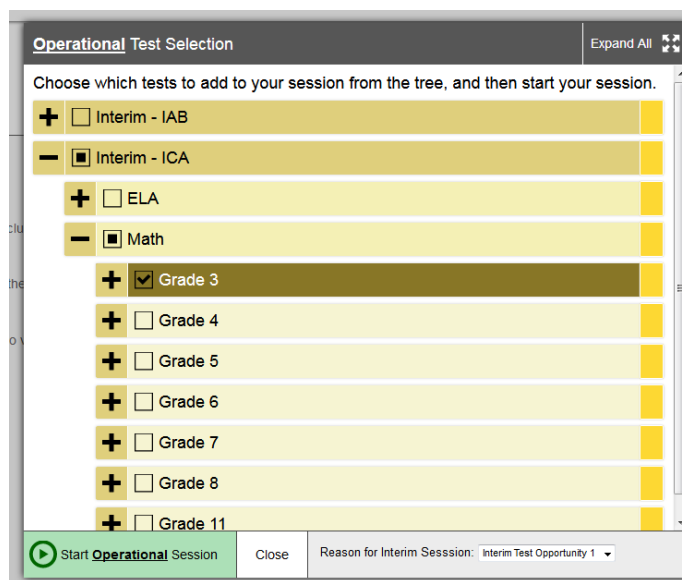 Operational Test Selection
Expand All
Choose which tests to add to your session from the tree, and then start your session.
Interim - IAB
Interim - ICA
ELA
Math
Grade 3
Grade 4
Grade 5
Grade 6
Grade 7
Grade 8
Grade 11
Start Operational Session
Close
Reason for Interim Sesssion:
Interim Test Opportunity 1